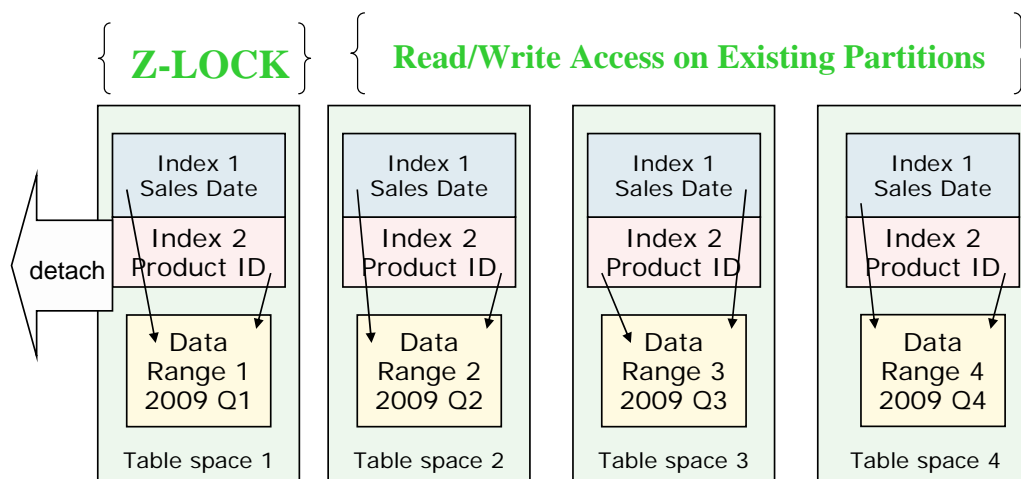 Z-LOCK
Read/Write Access on Existing Partitions
detach
Index 1
Sales Date
Index 2
Product ID
Data
Range 1
2009 Q1
Table space 1
Index 1
Sales Date
Index 2
Product ID
Data
Range 2
2009 Q2
Table space 2
Index 1
Sales Date
Index 2
Product ID
Data
Range 3
2009 Q3
Table space 3
Index 1
Sales Date
Index 2
Product ID
Data
Range 4
2009 Q4
Table space 4